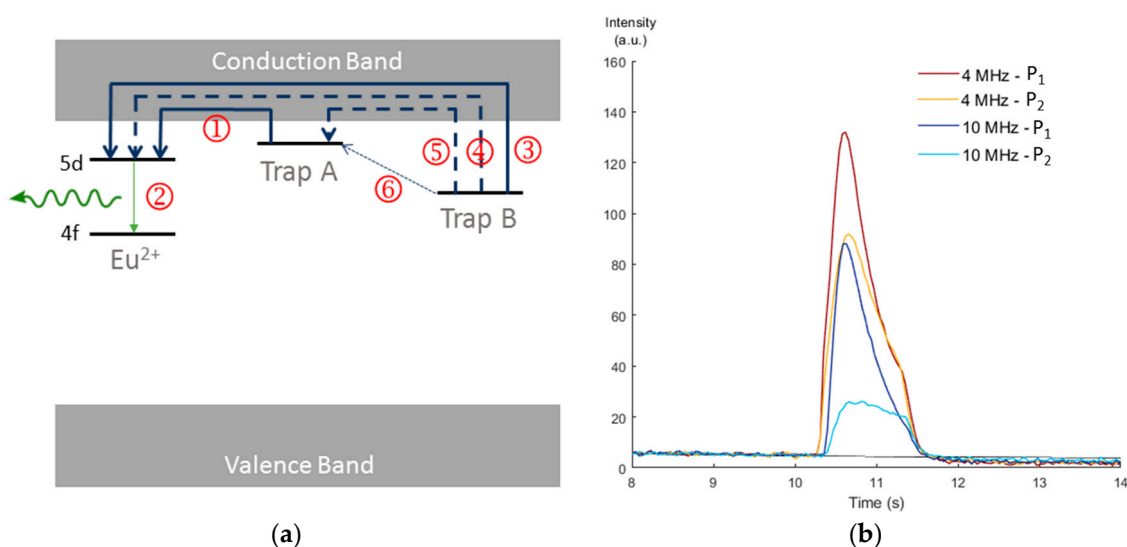 Conduction Band
①
⑤
④
③
5d
Trap A
②
⑥
Trap B
4f
Eu²⁺
Valence Band
(a)
Intensity
(a.u.)
160
140
120
100
80
60
40
20
0
4 MHz - P₁
4 MHz - P₂
10 MHz - P₁
10 MHz - P₂
8
9
10
11
12
13
14
Time (s)
(b)